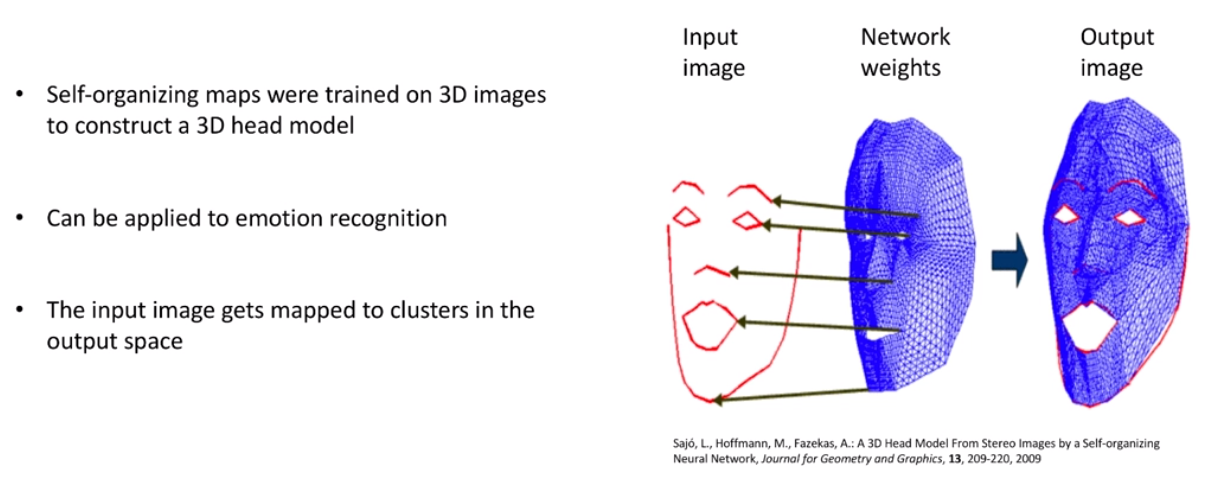 Input
image
Network
weights
Output
image
• Self-organizing maps were trained on 3D images
to construct a 3D head model
• Can be applied to emotion recognition
• The input image gets mapped to clusters in the
output space
Sajó, L., Hoffmann, M., Fazekas, A.: A 3D Head Model From Stereo Images by a Self-organizing
Neural Network, Journal for Geometry and Graphics, 13, 209-220, 2009